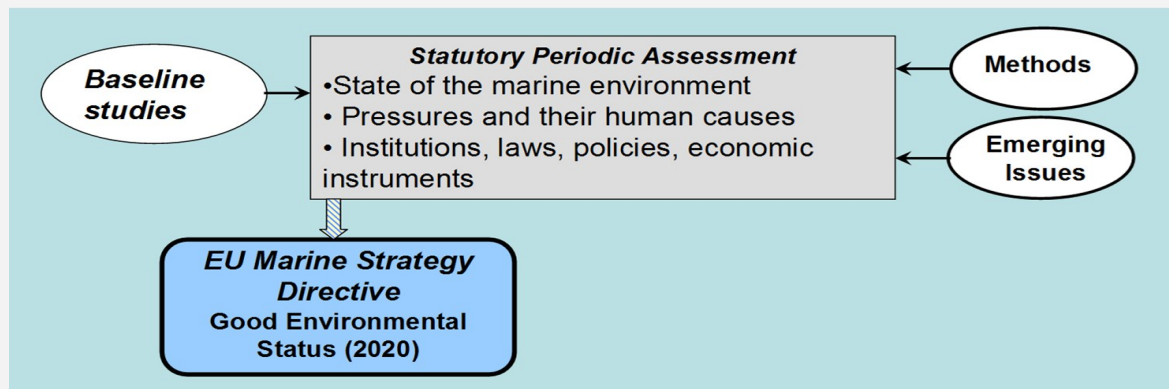 Baseline
studies
Statutory Periodic Assessment
•State of the marine environment
• Pressures and their human causes
• Institutions, laws, policies, economic
instruments
Methods
Emerging
Issues
EU Marine Strategy
Directive
Good Environmental
Status (2020)